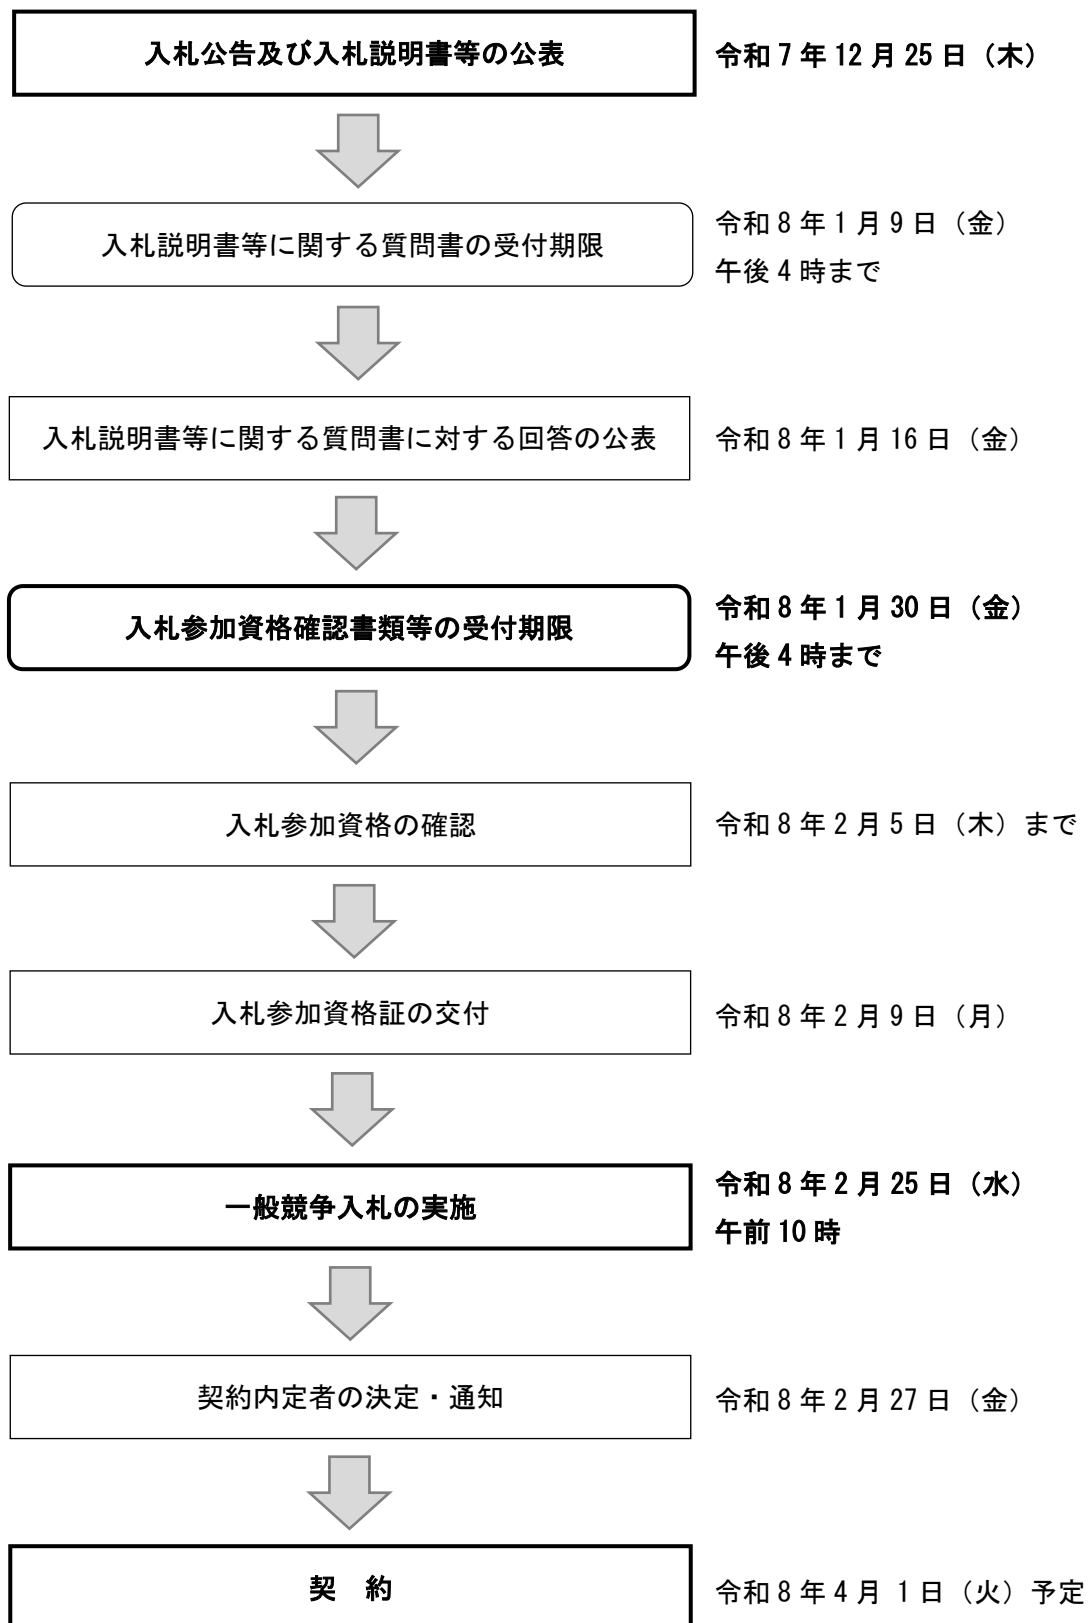 入札公告及び入札説明書等の公表
令和7年12月25日（木）
入札説明書等に関する質問書の受付期限
令和8年1月9日（金）
午後4時まで
入札説明書等に関する質問書に対する回答の公表
令和8年1月16日（金）
入札参加資格確認書類等の受付期限
令和8年1月30日（金）
午後4時まで
入札参加資格の確認
令和8年2月5日（木）まで
入札参加資格証の交付
令和8年2月9日（月）
一般競争入札の実施
令和8年2月25日（水）
午前10時
契約内定者の決定・通知
令和8年2月27日（金）
契　約
令和8年4月 1日（火）予定